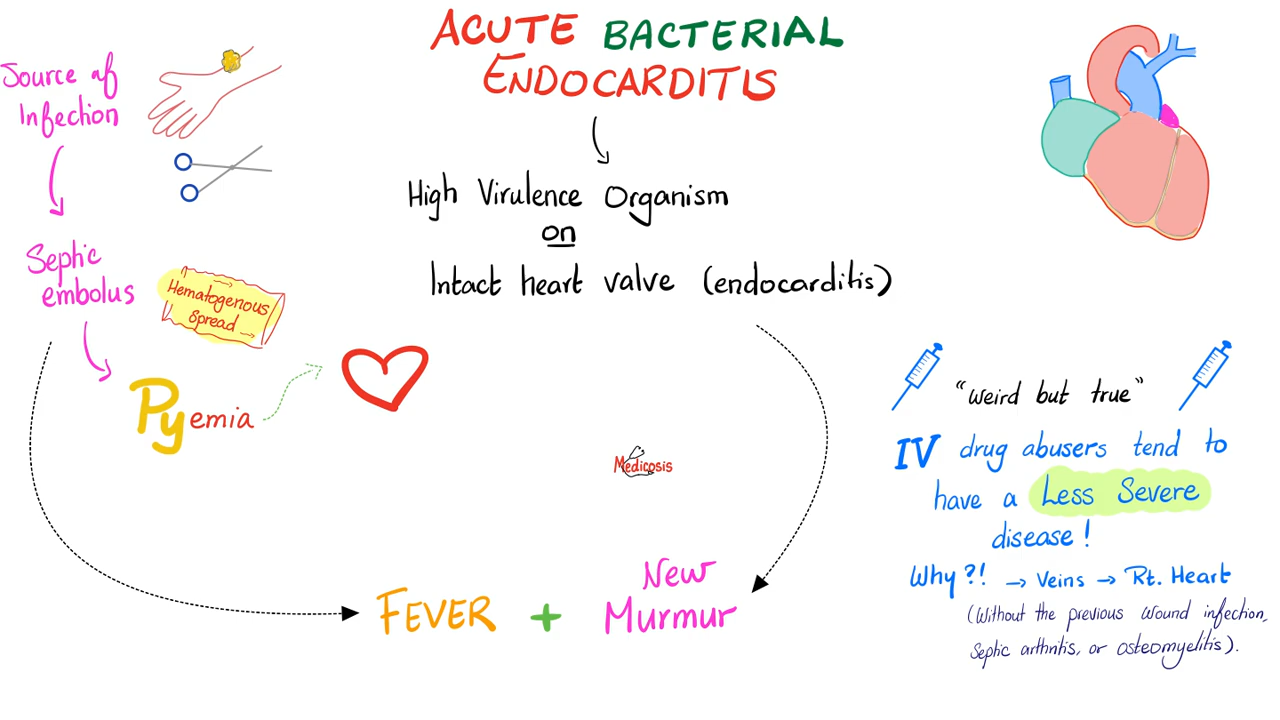 ACUTE BACTERIAL
ENDOCARDITIS
Source of
Infection
Septic
embolus
Hematogenous
Spread
Pyemia
High Virulence Organism
on
Intact heart valve (endocarditis)
Medicosis
FEVER + New
Murmur
"Weird but true"
IV drug abusers tend to
have a Less Severe
disease!
Why?! → Veins → Rt. Heart
(Without the previous wound infection,
Septic arthritis, or osteomyelitis).